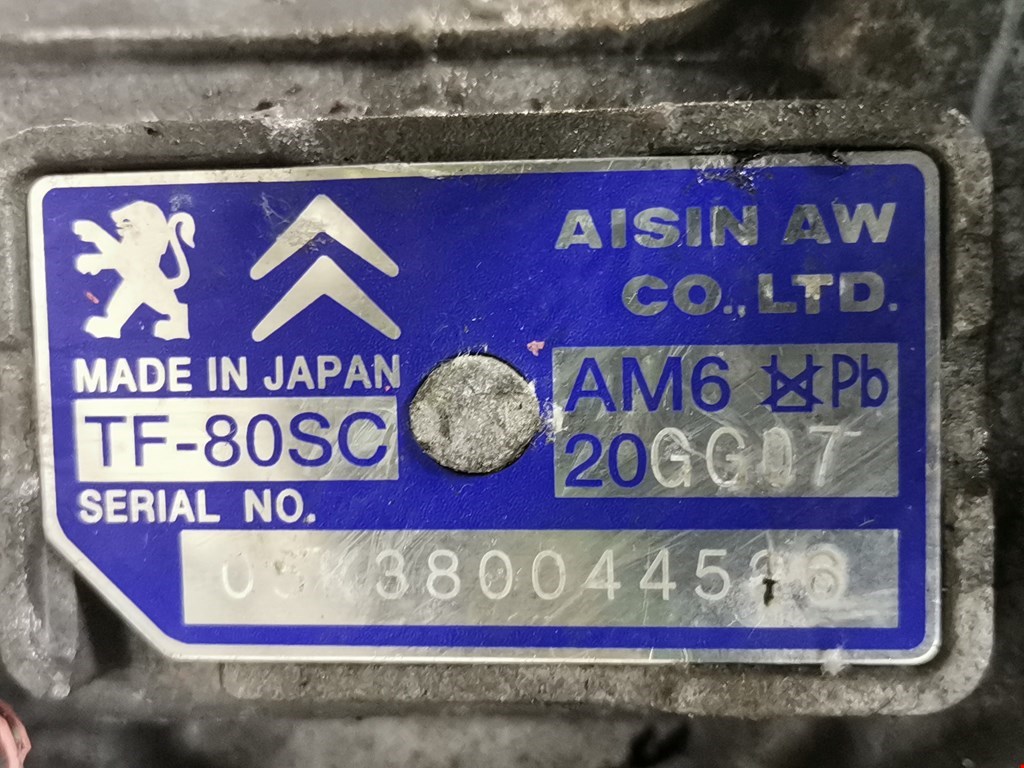 AISIN AW
CO.,LTD.
MADE IN JAPAN
TF-80SC
AM6 Pb
20GG07
SERIAL NO.